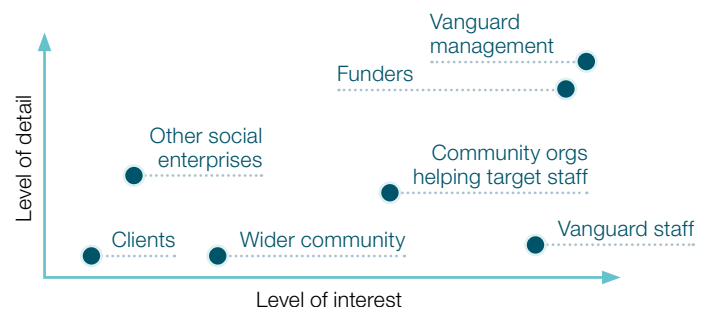 Vanguard
management
Funders
Other social
enterprises
Community orgs
helping target staff
Clients
Wider community
Vanguard staff
Level of detail
Level of interest